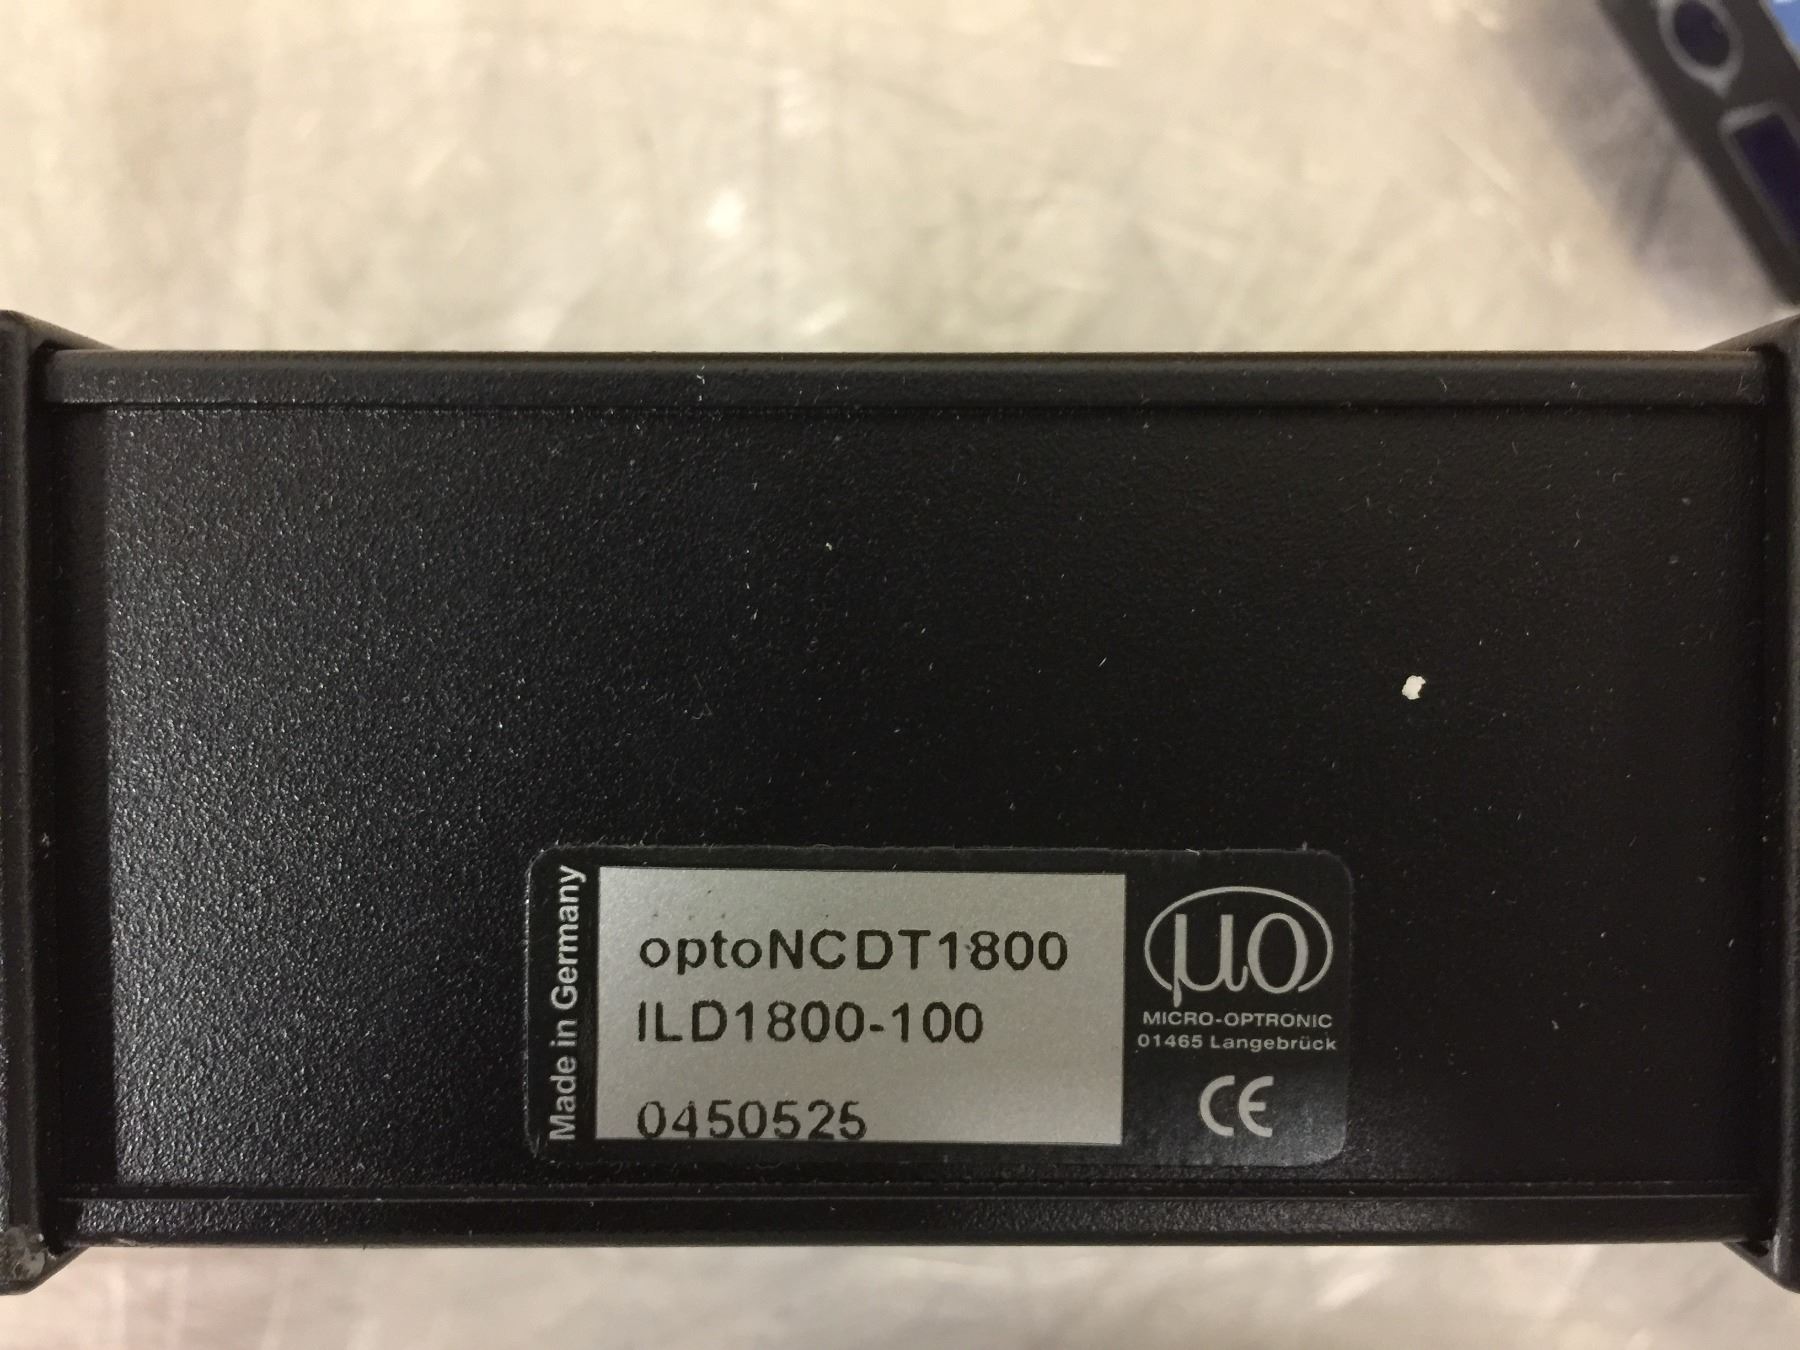 Made in Germany
optoNCDT1800
ILD1800-100
0450525
µo
MICRO-OPTRONIC
01465 Langebrück
CE